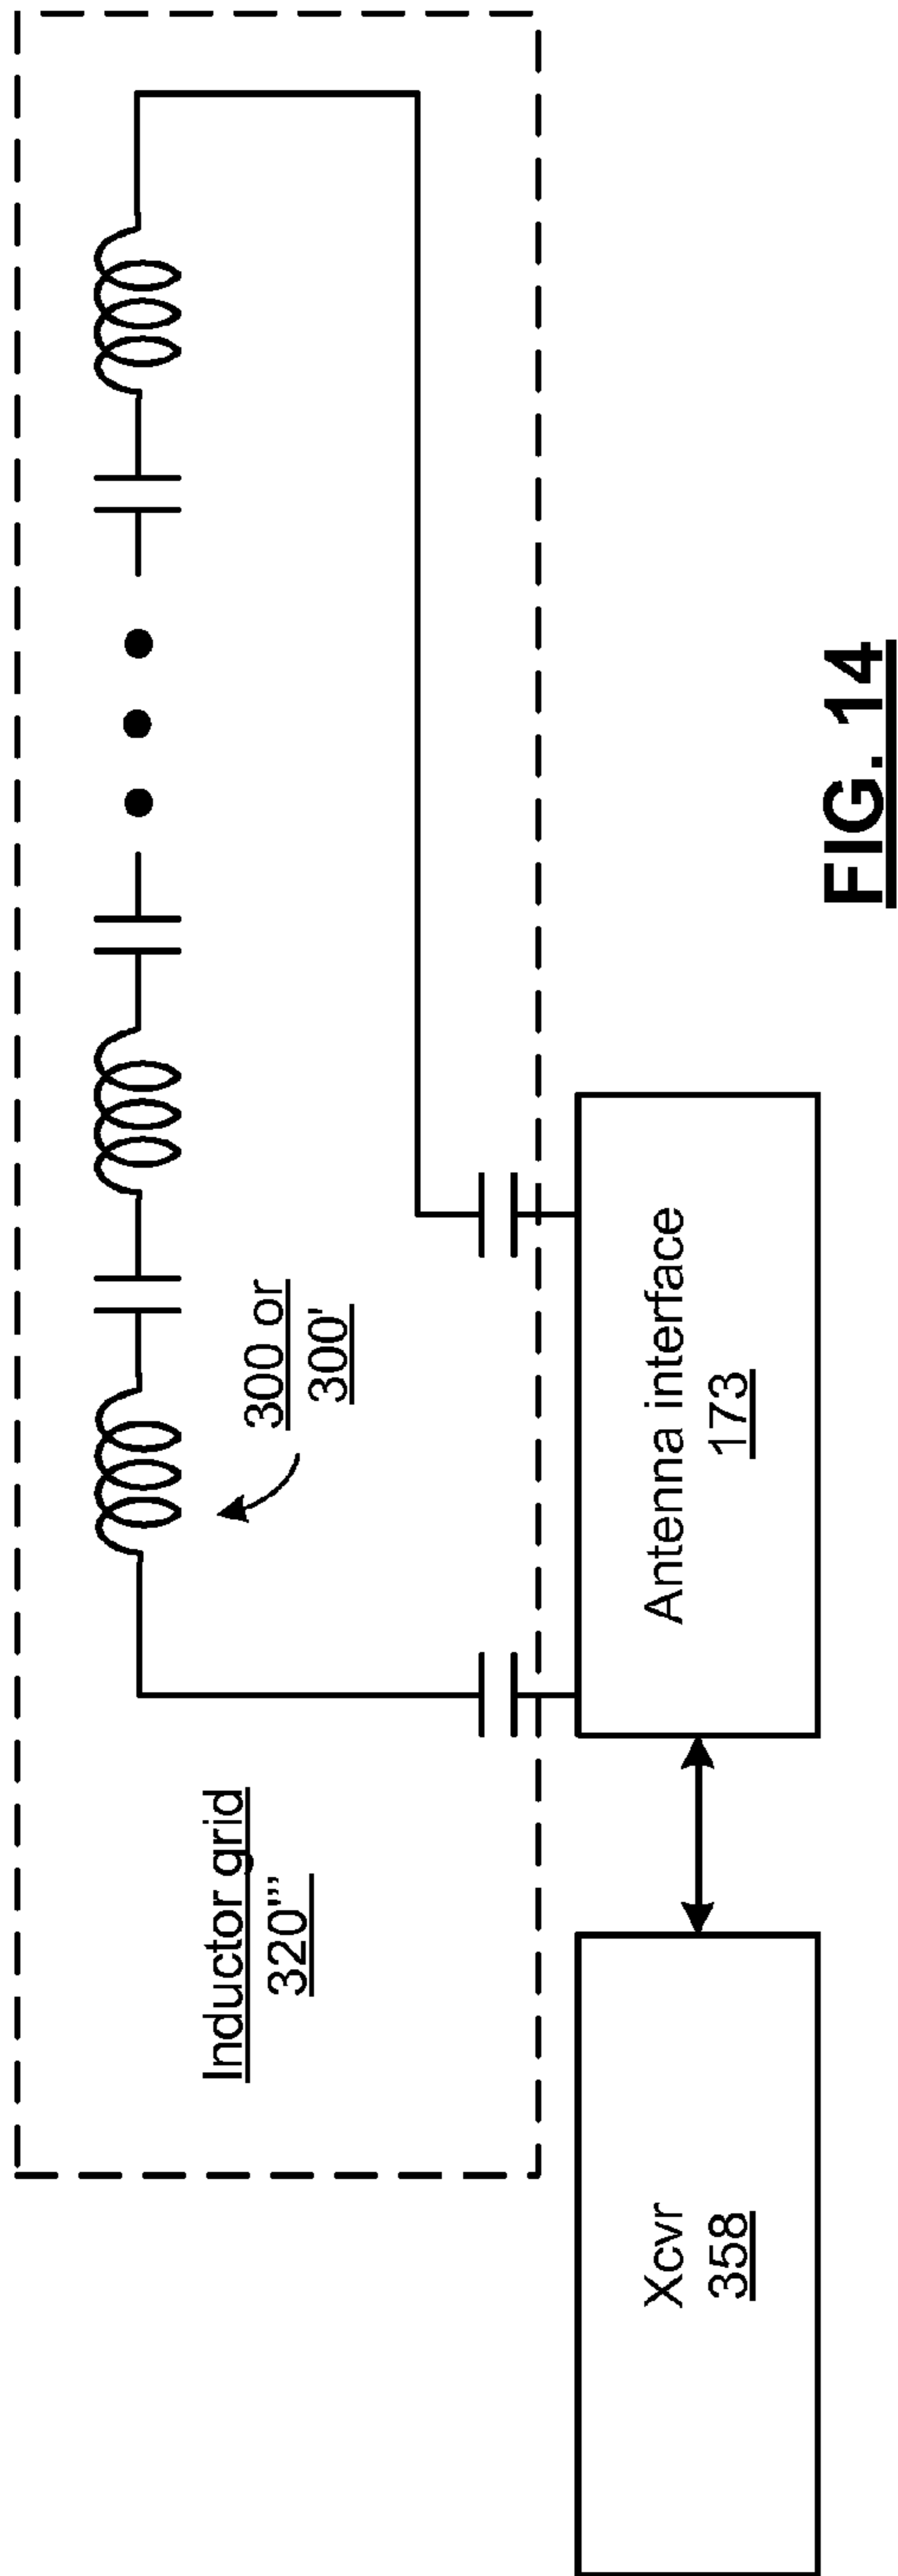 Inductor grid
320'''
300 or
300'
Xcvr
358
Antenna interface
173
FIG. 14